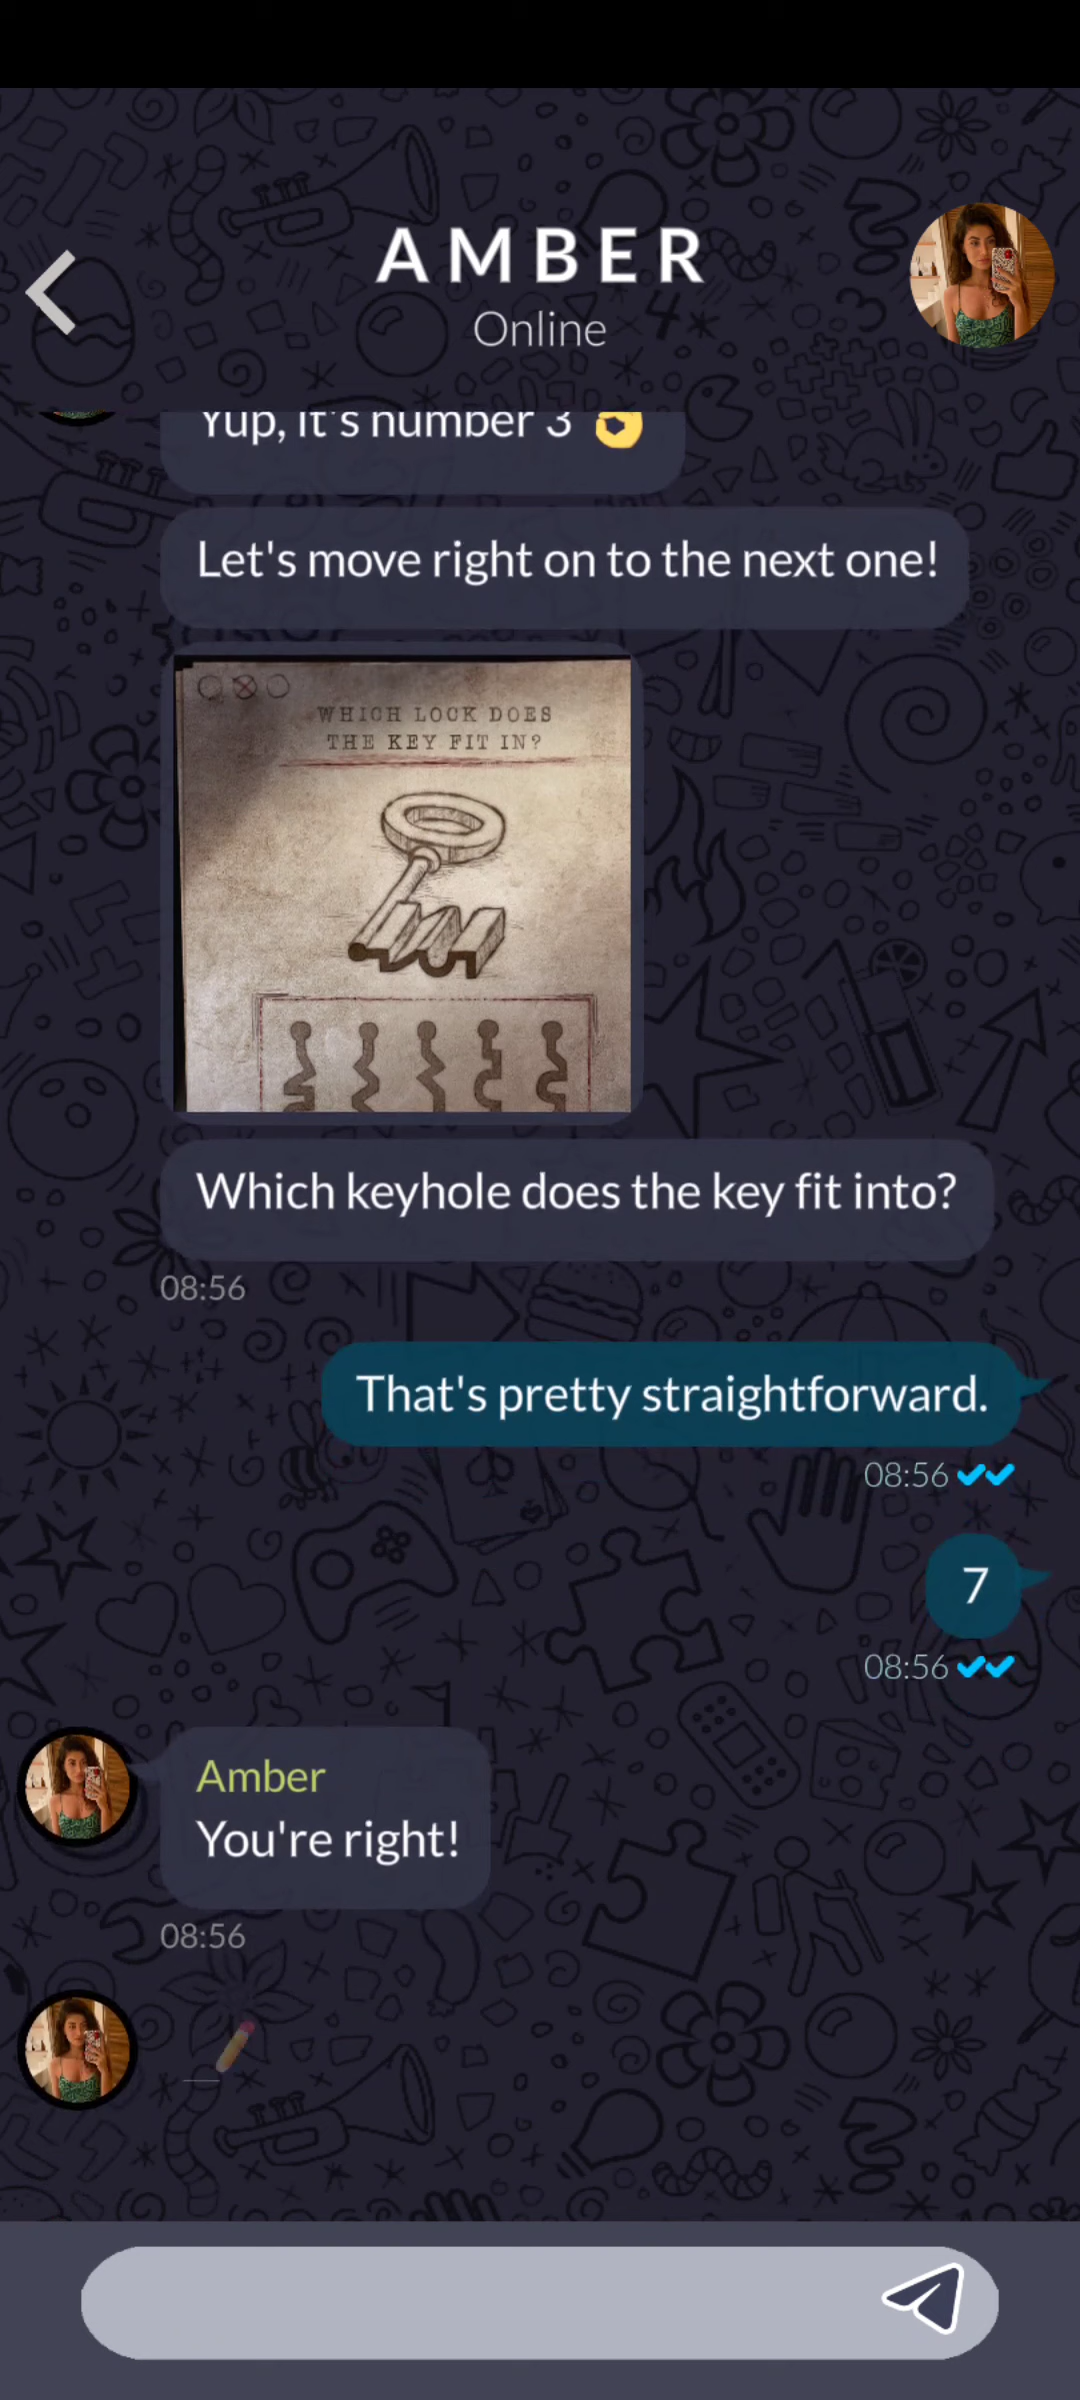 AMBER
Online
Yup, it's number 3 👌
Let's move right on to the next one!
WHICH LOCK DOES
THE KEY FIT IN?
Which keyhole does the key fit into?
08:56
That's pretty straightforward.
08:56
7
08:56
Amber
You're right!
08:56